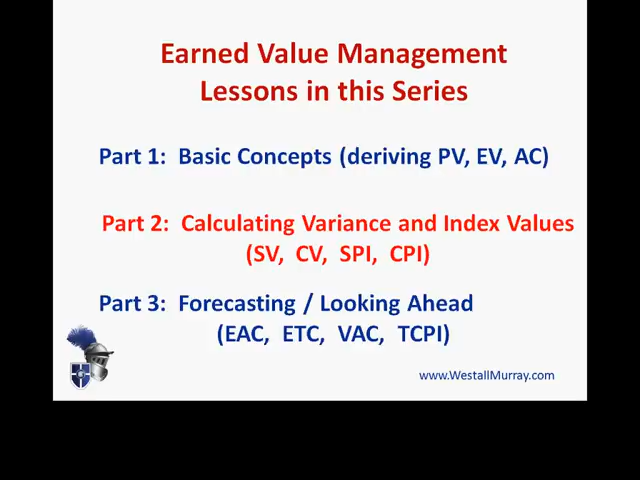 Earned Value Management
Lessons in this Series
Part 1: Basic Concepts (deriving PV, EV, AC)
Part 2: Calculating Variance and Index Values
(SV, CV, SPI, CPI)
Part 3: Forecasting / Looking Ahead
(EAC, ETC, VAC, TCPI)
www.WestallMurray.com